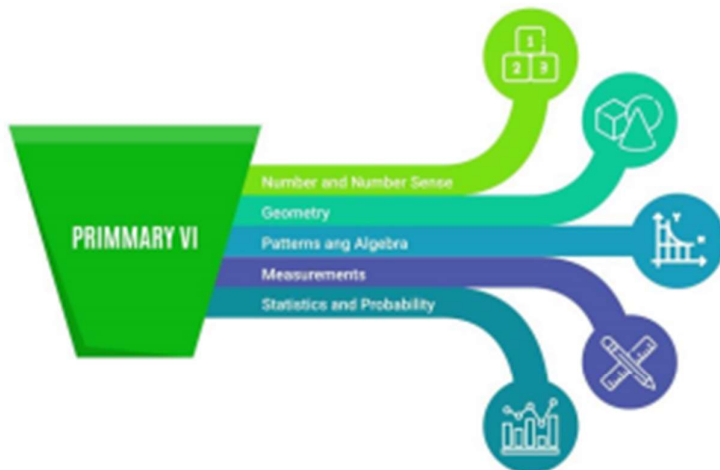 PRIMMARY VI
Number and Number Sense
Geometry
Patterns ang Algebra
Measurements
Statistics and Probability
1
2 3
Y